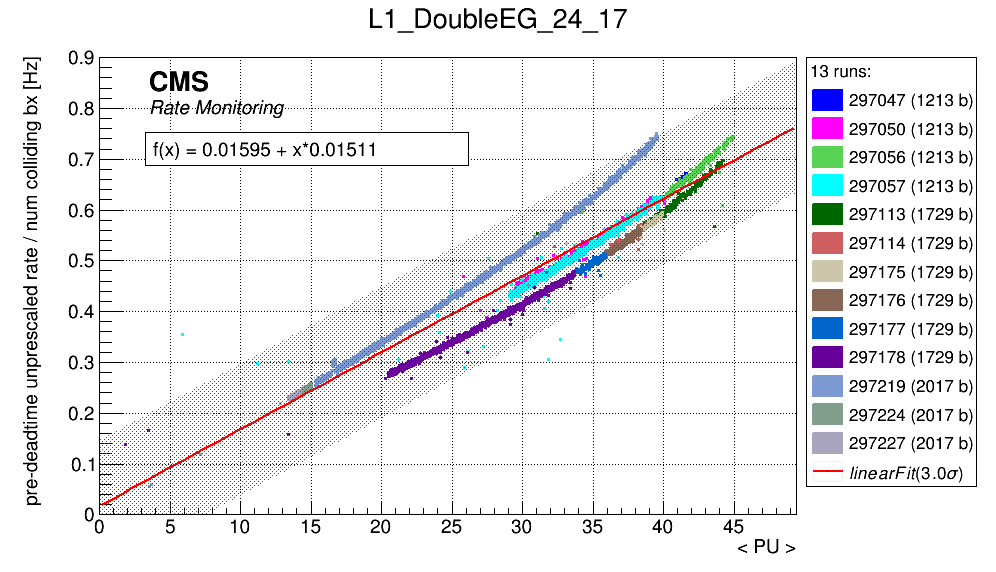 L1_DoubleEG_24_17
pre-deadtime unprescaled rate / num colliding bx [Hz]
0.9
0.8
0.7
0.6
0.5
0.4
0.3
0.2
0.1
0
CMS
Rate Monitoring
f(x) = 0.01595 + x*0.01511
0 5 10 15 20 25 30 35 40 45
< PU >
13 runs:
297047 (1213 b)
297050 (1213 b)
297056 (1213 b)
297057 (1213 b)
297113 (1729 b)
297114 (1729 b)
297175 (1729 b)
297176 (1729 b)
297177 (1729 b)
297178 (1729 b)
297219 (2017 b)
297224 (2017 b)
297227 (2017 b)
linearFit(3.0σ)